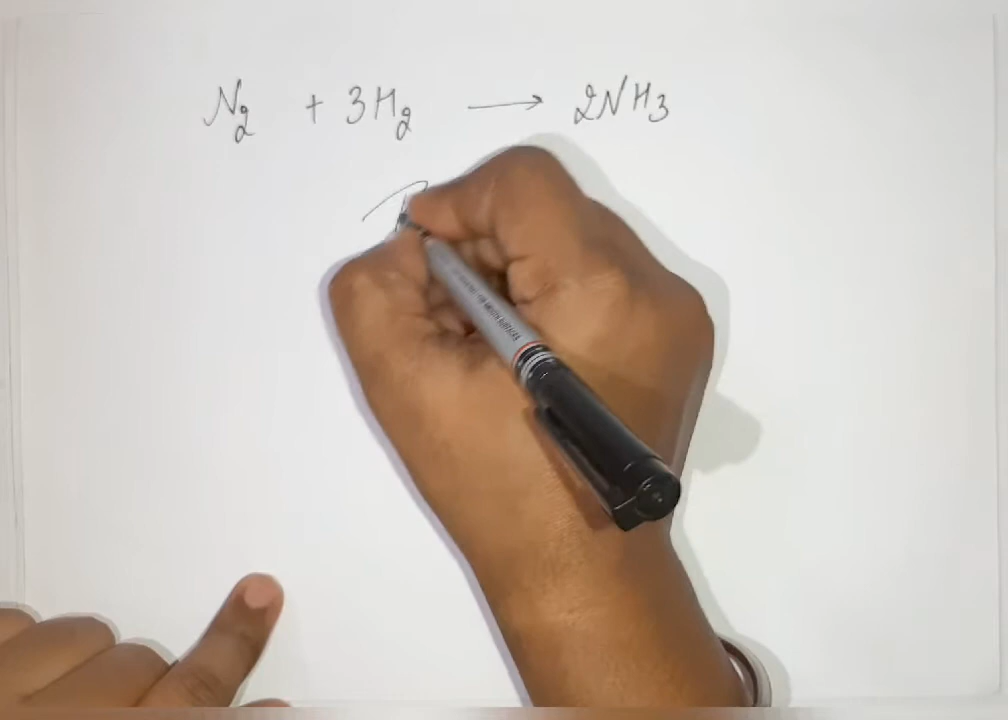 N₂ + 3H₂ → 2NH₃